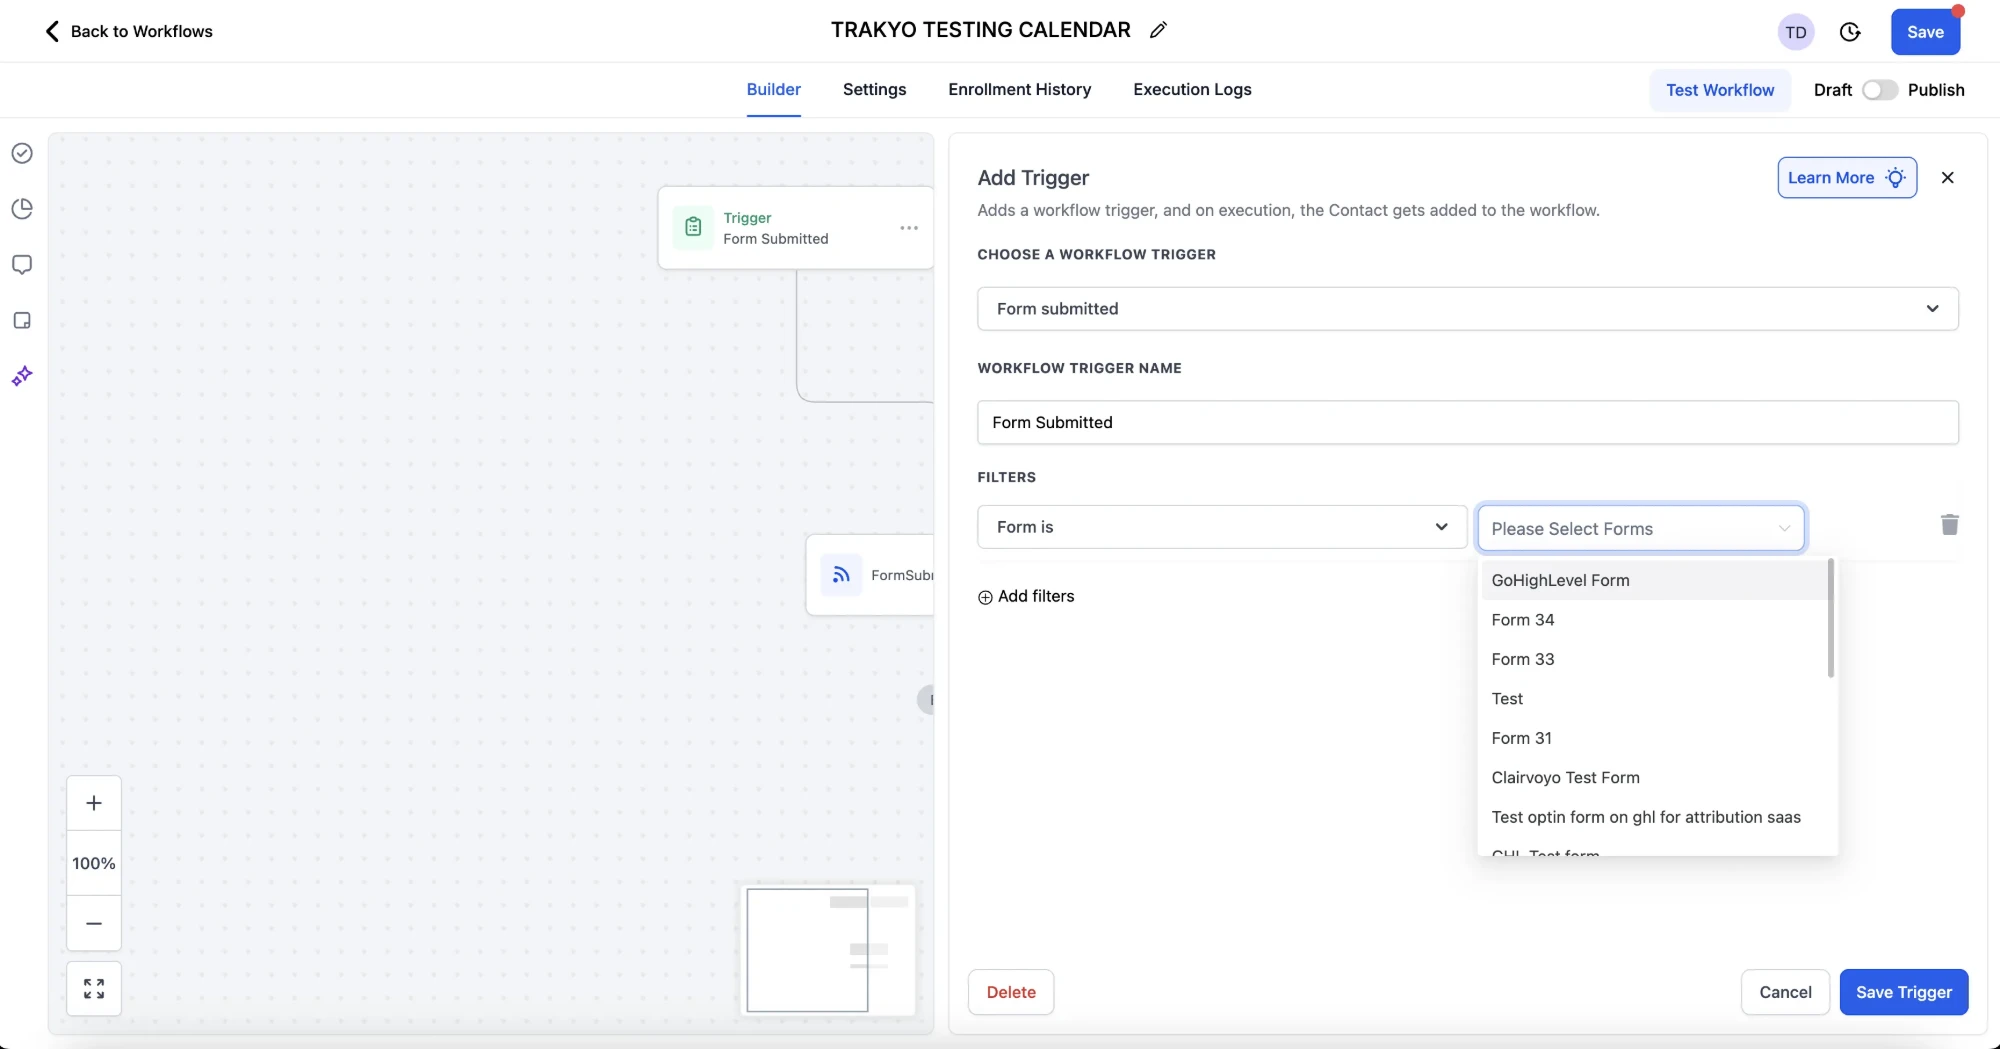 Back to Workflows
TRAKYO TESTING CALENDAR
TD
Save
Builder
Settings
Enrollment History
Execution Logs
Test Workflow
Draft
Publish
Trigger
Form Submitted
FormSubr
100%
Add Trigger
Learn More
Adds a workflow trigger, and on execution, the Contact gets added to the workflow.
CHOOSE A WORKFLOW TRIGGER
Form submitted
WORKFLOW TRIGGER NAME
Form Submitted
FILTERS
Form is
Please Select Forms
Add filters
GoHighLevel Form
Form 34
Form 33
Test
Form 31
Clairvoyo Test Form
Test optin form on ghl for attribution saas
GHL Test form
Delete
Cancel
Save Trigger